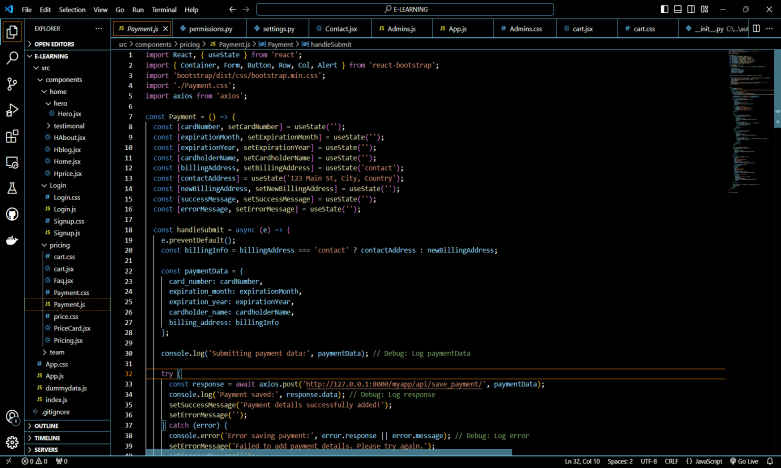 File Edit Selection View Go Run Terminal Help
E-LEARNING
EXPLORER
OPEN EDITORS
E-LEARNING
src
components
home
hero
Hero.jsx
testimonal
HAbout.jsx
Hblog.jsx
Home.jsx
Hprice.jsx
Login
Login.css
Login.js
Signup.css
Signup.js
pricing
cart.css
cart.jsx
Faq.jsx
Payment.css
Payment.js
price.css
PriceCard.jsx
Pricing.jsx
team
App.css
App.js
dummydata.js
index.js
.gitignore
OUTLINE
TIMELINE
SERVERS
Payment.js permissions.py settings.py Contact.jsx Admins.js App.js Admins.css cart.jsx cart.css __init__.py C:\...\aut
src > components > pricing > Payment.js > Payment > handleSubmit
1 import React, { useState } from 'react';
2 import { Container, Form, Button, Row, Col, Alert } from 'react-bootstrap';
3 import 'bootstrap/dist/css/bootstrap.min.css';
4 import './Payment.css';
5 import axios from 'axios';
6
7 const Payment = () => {
8 const [cardNumber, setCardNumber] = useState('');
9 const [expirationMonth, setExpirationMonth] = useState('');
10 const [expirationYear, setExpirationYear] = useState('');
11 const [cardholderName, setCardholderName] = useState('');
12 const [billingAddress, setBillingAddress] = useState('contact');
13 const [contactAddress] = useState('123 Main St, City, Country');
14 const [newBillingAddress, setNewBillingAddress] = useState('');
15 const [successMessage, setSuccessMessage] = useState('');
16 const [errorMessage, setErrorMessage] = useState('');
17
18 const handleSubmit = async (e) => {
19 e.preventDefault();
20 const billingInfo = billingAddress === 'contact' ? contactAddress : newBillingAddress;
21
22 const paymentData = {
23 card_number: cardNumber,
24 expiration_month: expirationMonth,
25 expiration_year: expirationYear,
26 cardholder_name: cardholderName,
27 billing_address: billingInfo
28 };
29
30 console.log('Submitting payment data:', paymentData); // Debug: Log paymentData
31
32 try {
33 const response = await axios.post('http://127.0.0.1:8000/myapp/api/save_payment/', paymentData);
34 console.log('Payment saved:', response.data); // Debug: Log response
35 setSuccessMessage('Payment details successfully added!');
36 setErrorMessage('');
37 } catch (error) {
38 console.error('Error saving payment:', error.response || error.message); // Debug: Log error
39 setErrorMessage('Failed to add payment details. Please try again.');
0 0 0 Ln 32, Col 10 Spaces: 2 UTF-8 CRLF {} JavaScript Go Live